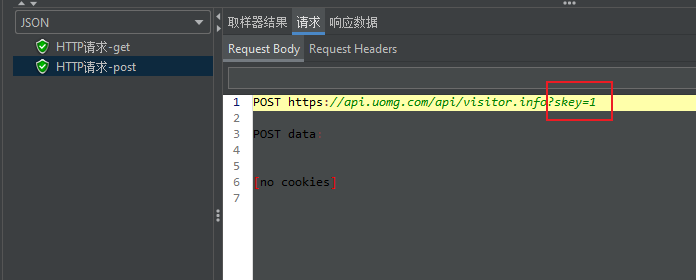 JSON
HTTP请求-get
HTTP请求-post
取样器结果 请求 响应数据
Request Body Request Headers
1 POST https://api.uomg.com/api/visitor.info?skey=1
2
3 POST data:
4
5
6 [no cookies]
7